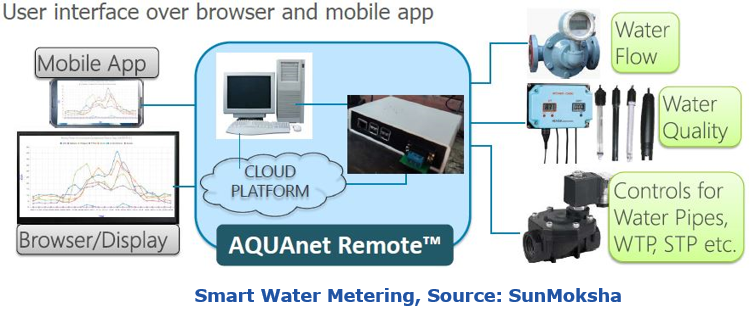 User interface over browser and mobile app
Mobile App
Browser/Display
CLOUD
PLATFORM
AQUAnet Remote™
Water
Flow
Water
Quality
Controls for
Water Pipes,
WTP, STP etc.
Smart Water Metering, Source: SunMoksha